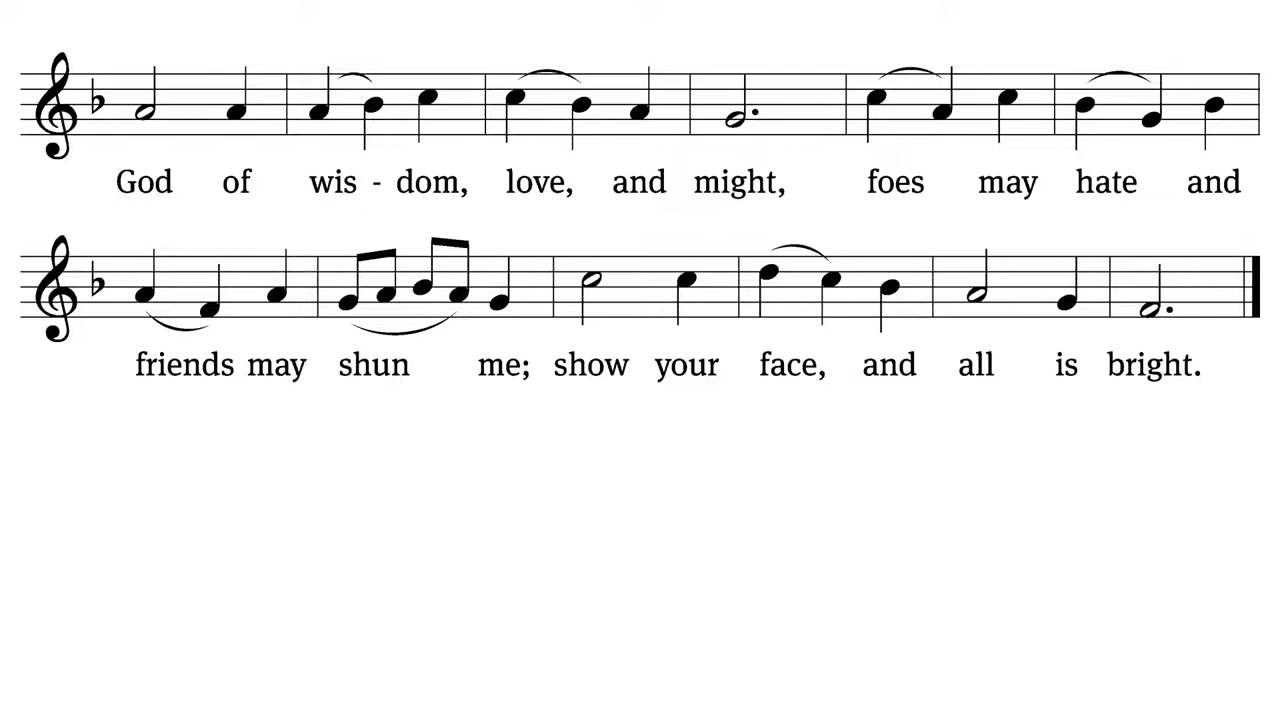 God of wis - dom, love, and might, foes may hate and
friends may shun me; show your face, and all is bright.